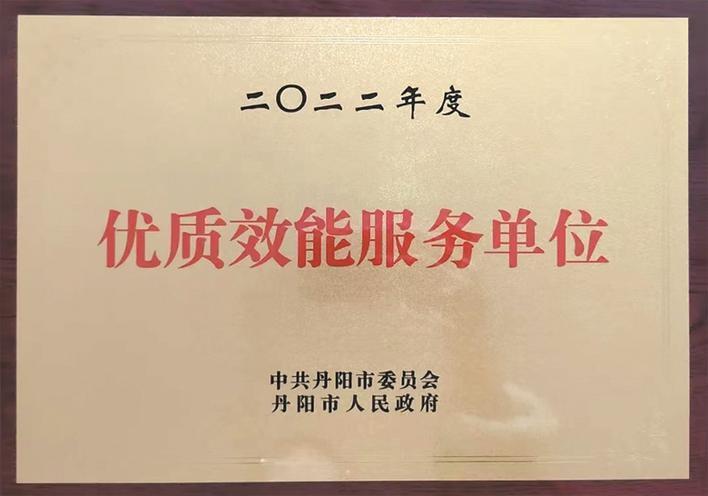 二〇二二年度
优质效能服务单位
中共丹阳市委员会
丹阳市人民政府